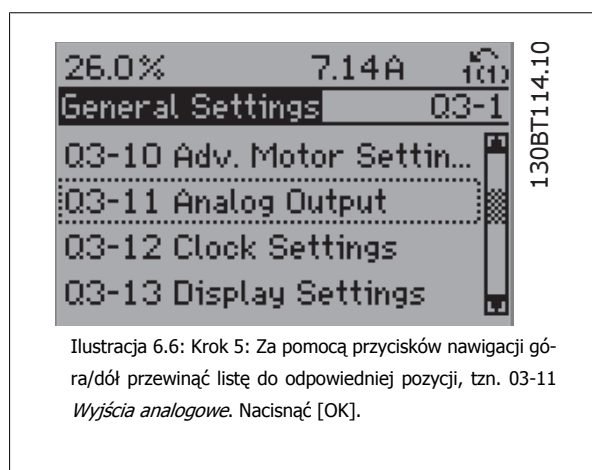 26.0% 7.14A 1(1)
General Settings Q3-1
Q3-10 Adv. Motor Settin...
Q3-11 Analog Output
Q3-12 Clock Settings
Q3-13 Display Settings
130BT114.10
Ilustracja 6.6: Krok 5: Za pomocą przycisków nawigacji gó-
ra/dół przewinąć listę do odpowiedniej pozycji, tzn. 03-11
Wyjścia analogowe. Nacisnąć [OK].